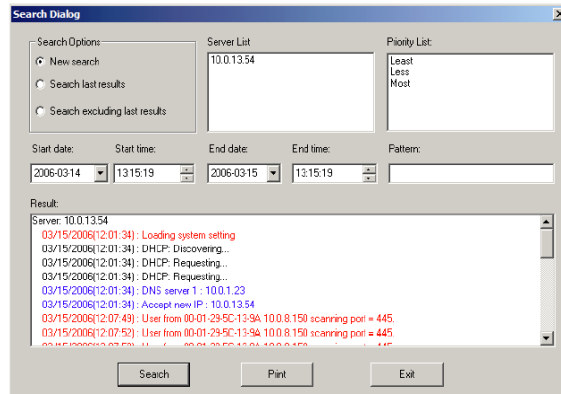 Search Dialog
Search Options
New search
Search last results
Search excluding last results
Server List
10.0.13.54
Priority List:
Least
Less
Most
Start date:
Start time:
End date:
End time:
Pattern:
2006-03-14
13:15:19
2006-03-15
13:15:19
Result:
Server: 10.0.13.54
03/15/2006(12:01:34) : Loading system setting
03/15/2006(12:01:34) : DHCP: Discovering...
03/15/2006(12:01:34) : DHCP: Requesting...
03/15/2006(12:01:34) : DHCP: Requesting...
03/15/2006(12:01:34) : DNS server 1 : 10.0.1.23
03/15/2006(12:01:34) : Accept new IP : 10.0.13.54
03/15/2006(12:07:49) : User from 00-01-29-5C-13-9A 10.0.8.150 scanning port = 445.
03/15/2006(12:07:52) : User from 00-01-29-5C-13-9A 10.0.8.150 scanning port = 445.
Search
Print
Exit